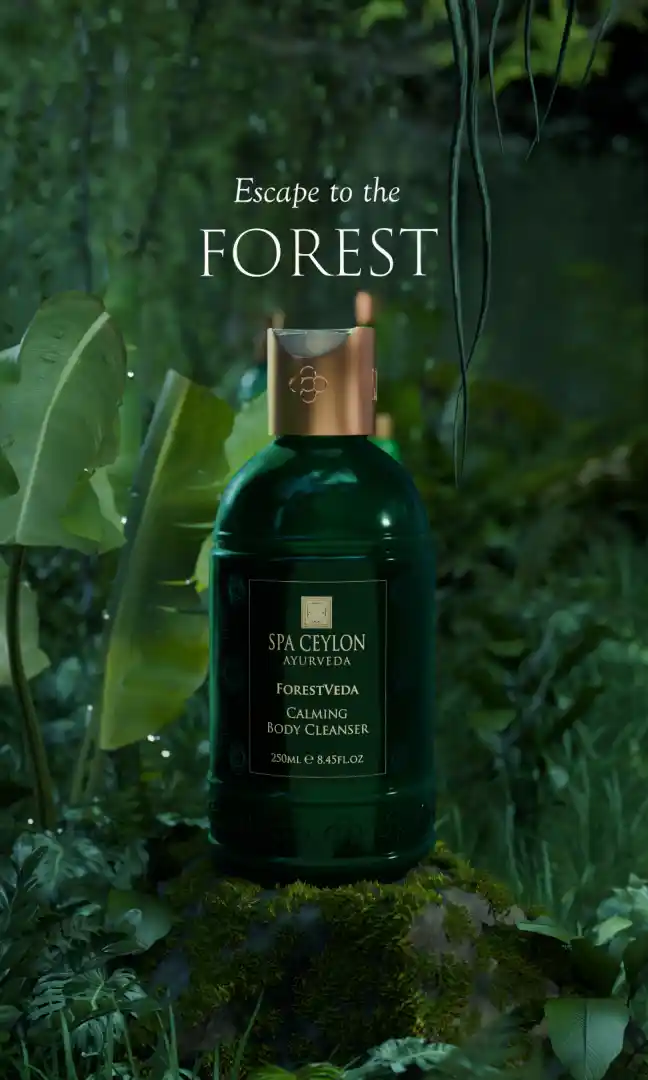 Escape to the
FOREST
SPA CEYLON
AYURVEDA
FORESTVEDA
CALMING
BODY CLEANSER
250ML ℮ 8.45FL.OZ